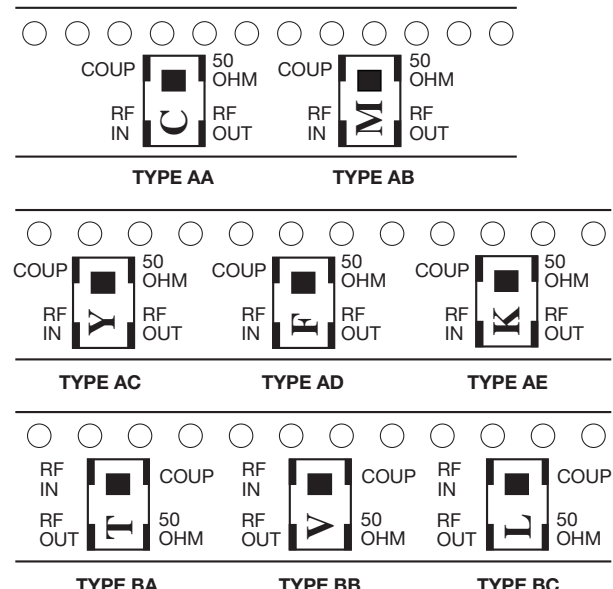 COUP C 50 OHM COUP M 50 OHM
RF IN RF OUT RF IN RF OUT
TYPE AA TYPE AB
COUP Y 50 OHM COUP F 50 OHM COUP K 50 OHM
RF IN RF OUT RF IN RF OUT RF IN RF OUT
TYPE AC TYPE AD TYPE AE
RF IN T COUP RF IN V COUP RF IN L COUP
RF OUT 50 OHM RF OUT 50 OHM RF OUT 50 OHM
TYPE BA TYPE BB TYPE BC